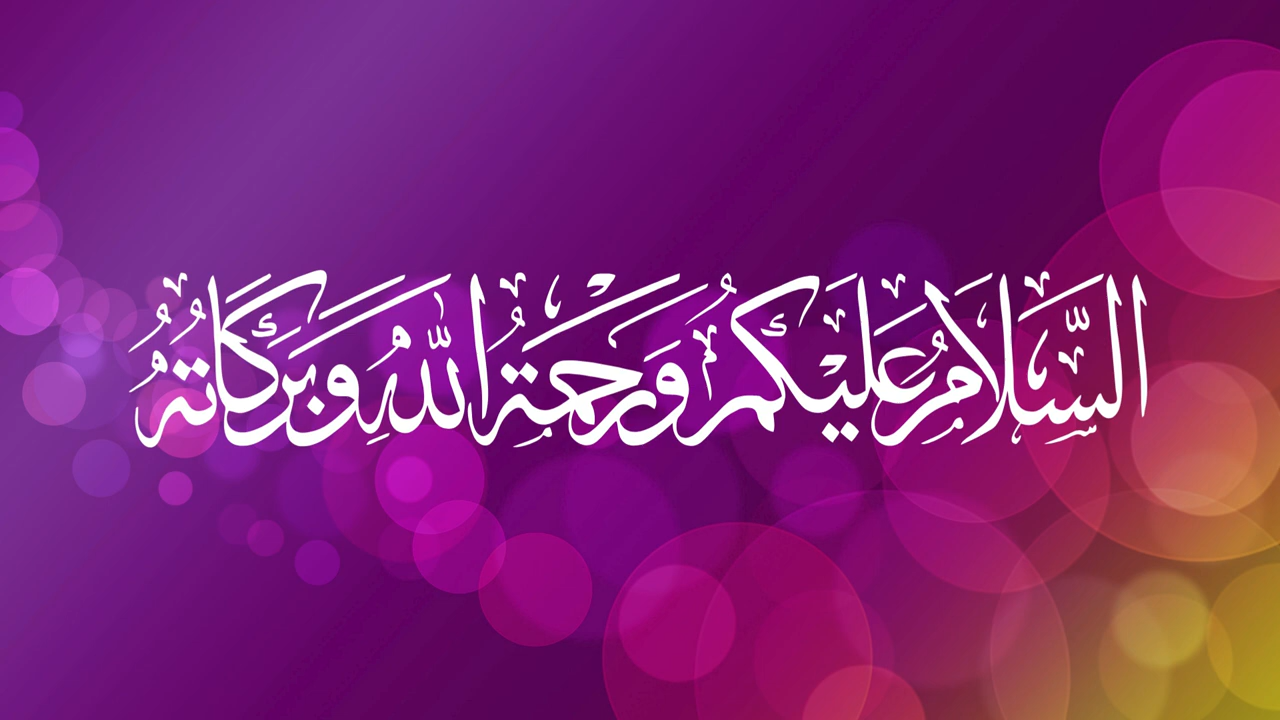 السَّلَامُ عَلَيْكُمْ وَرَحْمَةُ اللّٰهِ وَبَرَكَاتُهُ